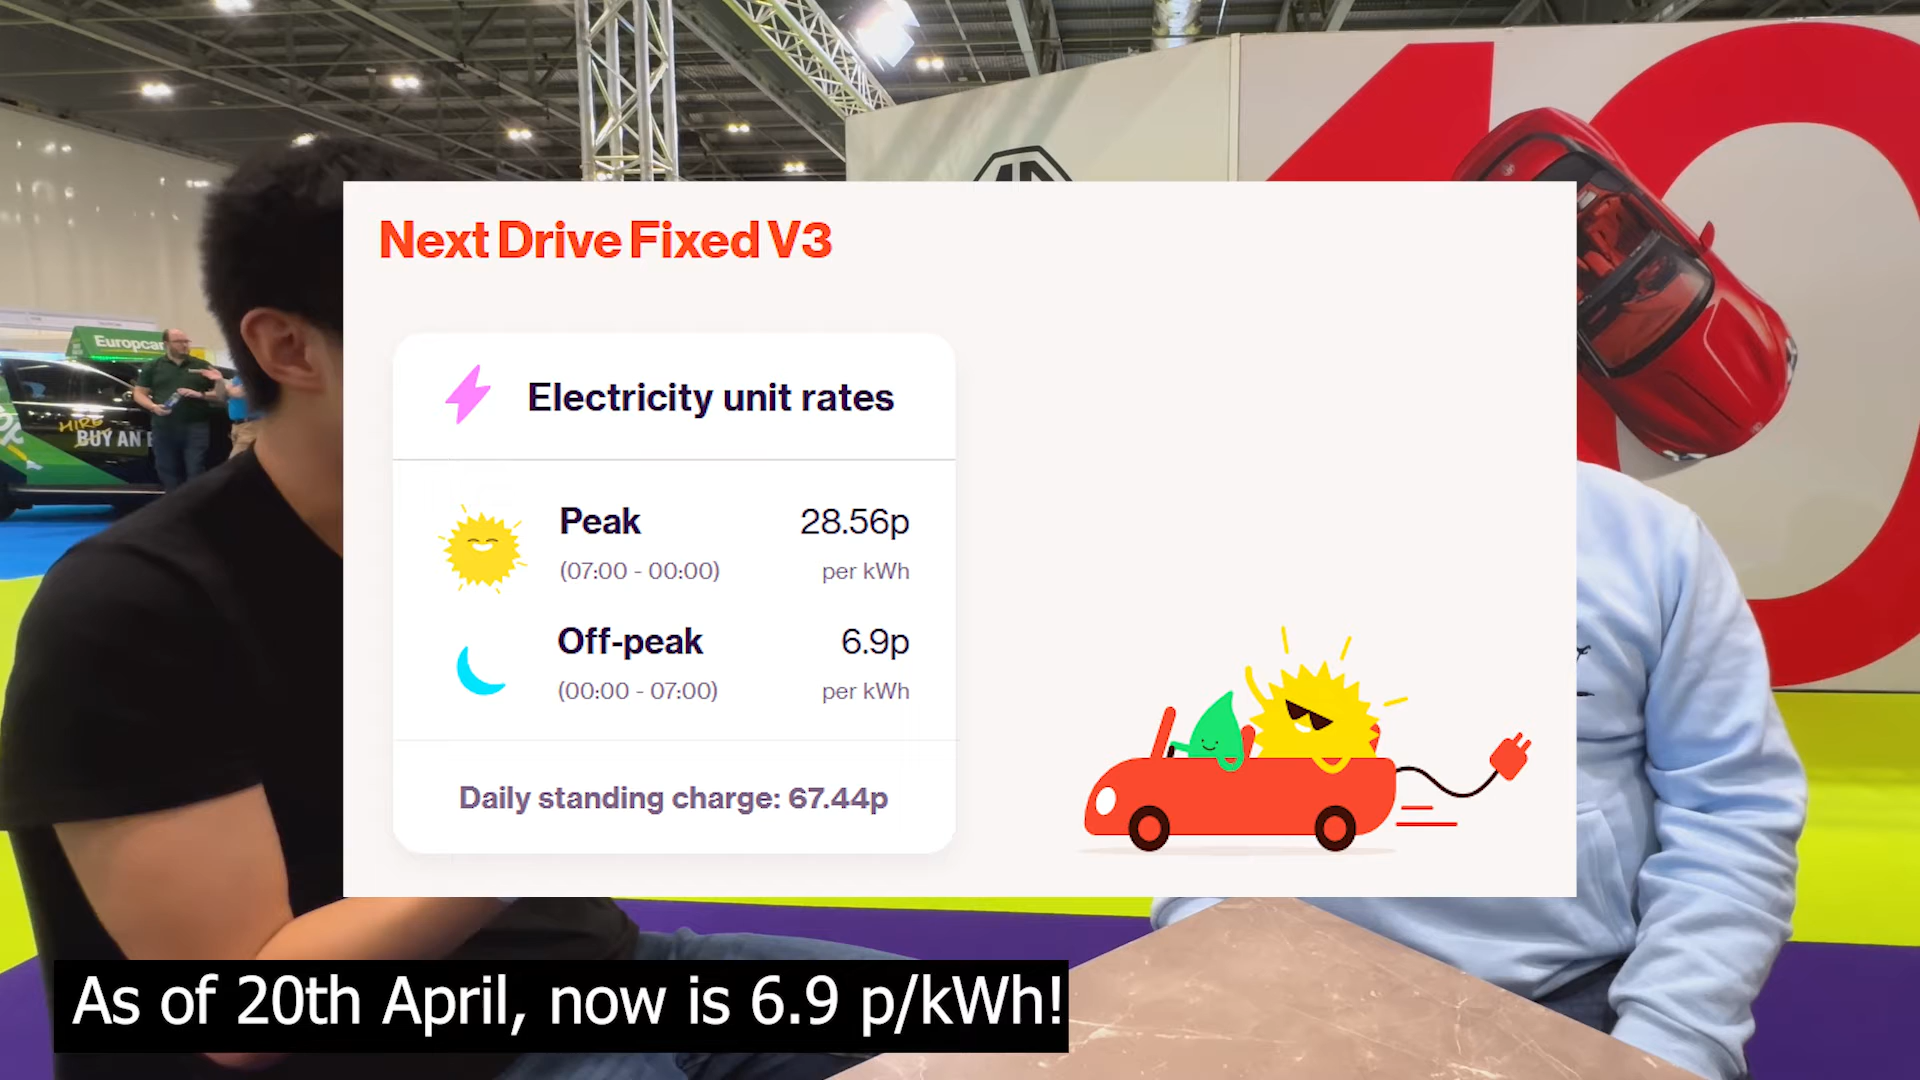 Next Drive Fixed V3
Electricity unit rates
Peak 28.56p
(07:00 - 00:00) per kWh
Off-peak 6.9p
(00:00 - 07:00) per kWh
Daily standing charge: 67.44p
Europcar
HIRE
BUY AN
As of 20th April, now is 6.9 p/kWh!